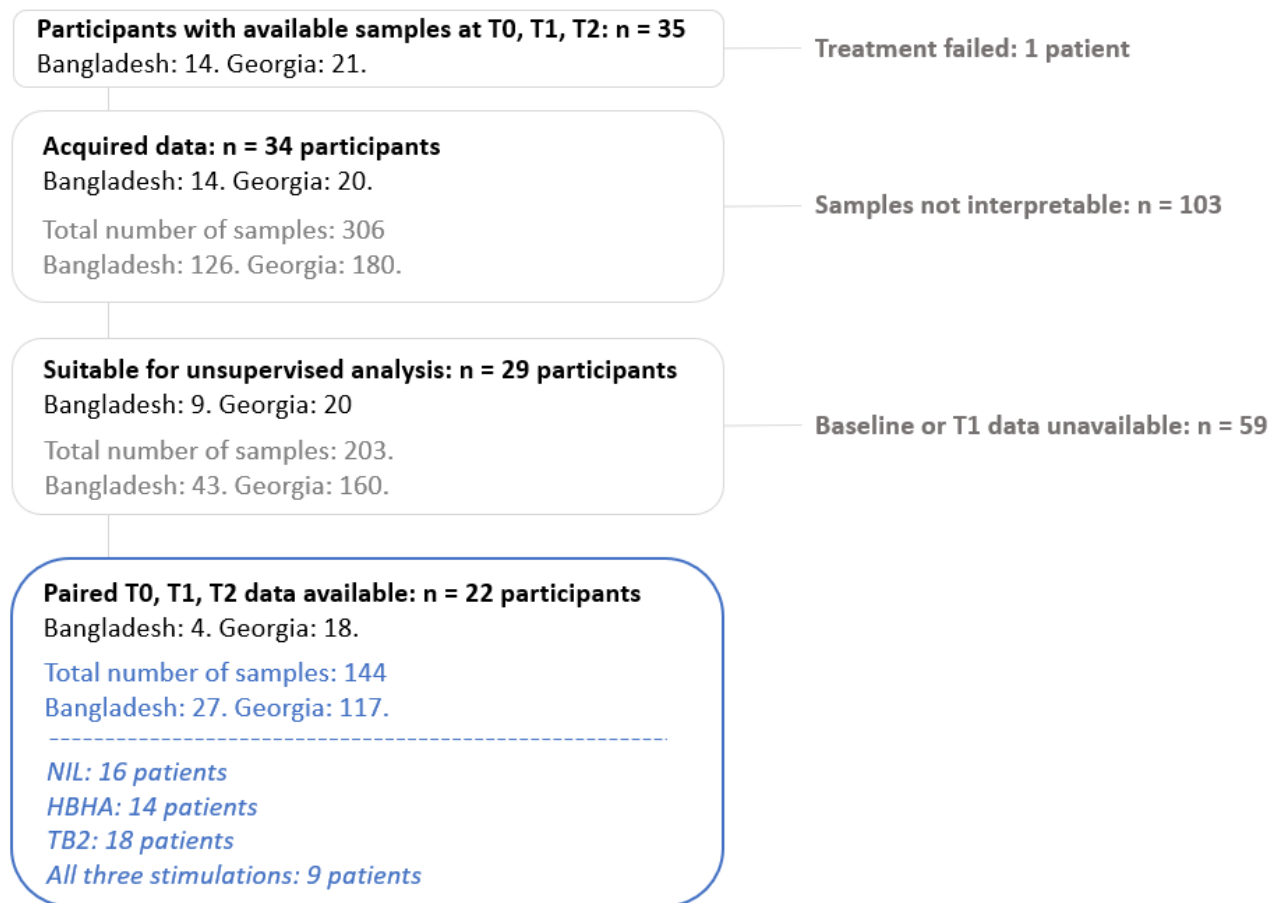 Participants with available samples at T0, T1, T2: n = 35
Bangladesh: 14. Georgia: 21.
Treatment failed: 1 patient
Acquired data: n = 34 participants
Bangladesh: 14. Georgia: 20.
Total number of samples: 306
Bangladesh: 126. Georgia: 180.
Samples not interpretable: n = 103
Suitable for unsupervised analysis: n = 29 participants
Bangladesh: 9. Georgia: 20
Total number of samples: 203.
Bangladesh: 43. Georgia: 160.
Baseline or T1 data unavailable: n = 59
Paired T0, T1, T2 data available: n = 22 participants
Bangladesh: 4. Georgia: 18.
Total number of samples: 144
Bangladesh: 27. Georgia: 117.
NIL: 16 patients
HBHA: 14 patients
TB2: 18 patients
All three stimulations: 9 patients